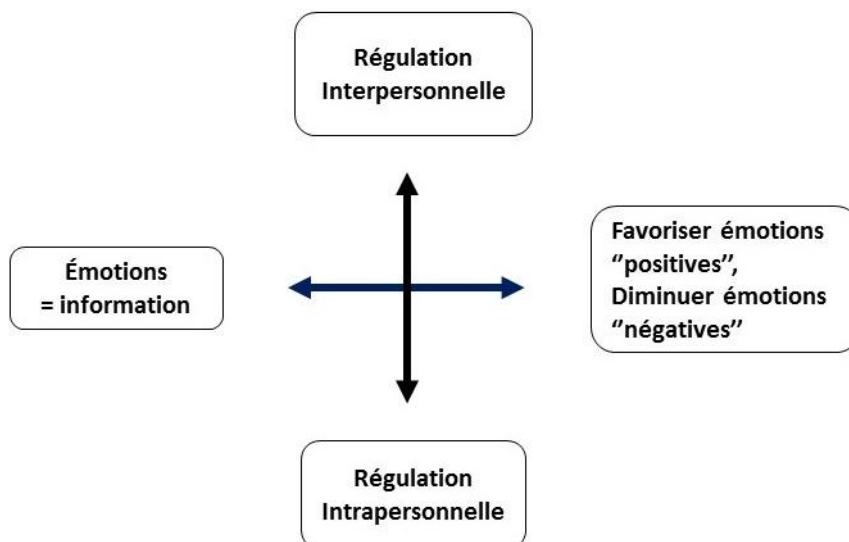 Régulation
Interpersonnelle
Émotions
= information
Favoriser émotions
‘’positives’’,
Diminuer émotions
‘’négatives’’
Régulation
Intrapersonnelle